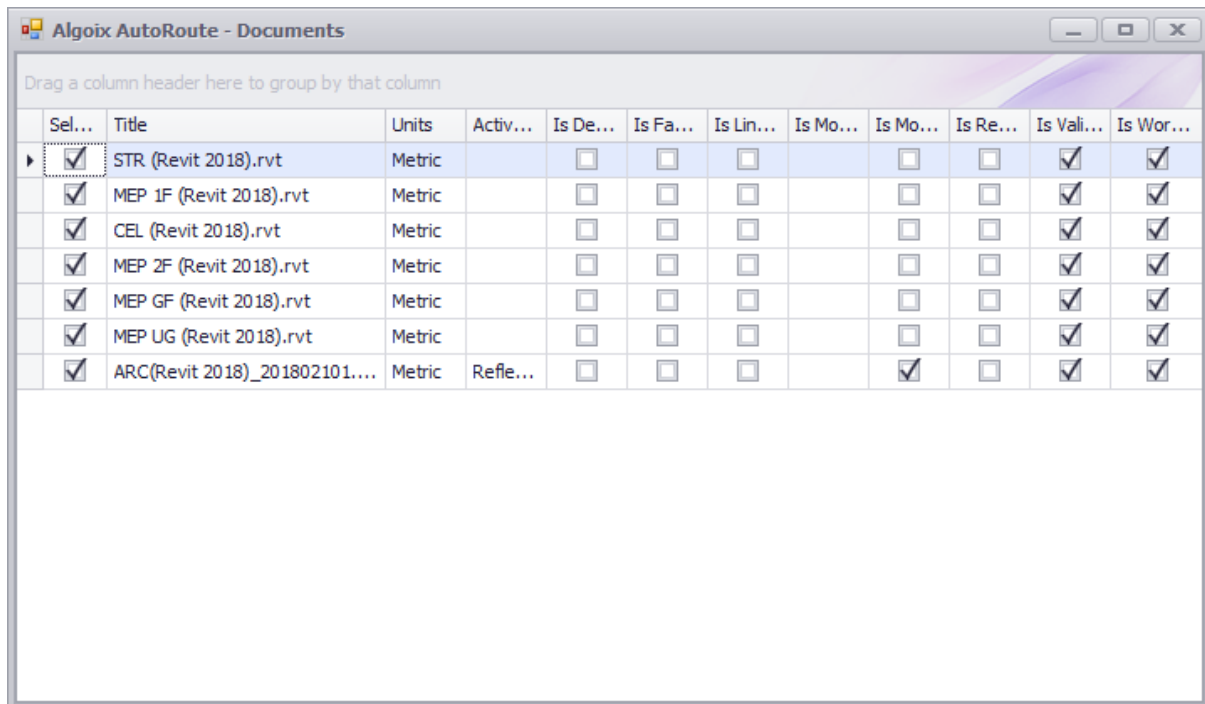 Algoix AutoRoute - Documents
Drag a column header here to group by that column
Sel... Title Units Activ... Is De... Is Fa... Is Lin... Is Mo... Is Mo... Is Re... Is Vali... Is Wor...
STR (Revit 2018).rvt Metric
MEP 1F (Revit 2018).rvt Metric
CEL (Revit 2018).rvt Metric
MEP 2F (Revit 2018).rvt Metric
MEP GF (Revit 2018).rvt Metric
MEP UG (Revit 2018).rvt Metric
ARC(Revit 2018)_201802101.... Metric Refle...